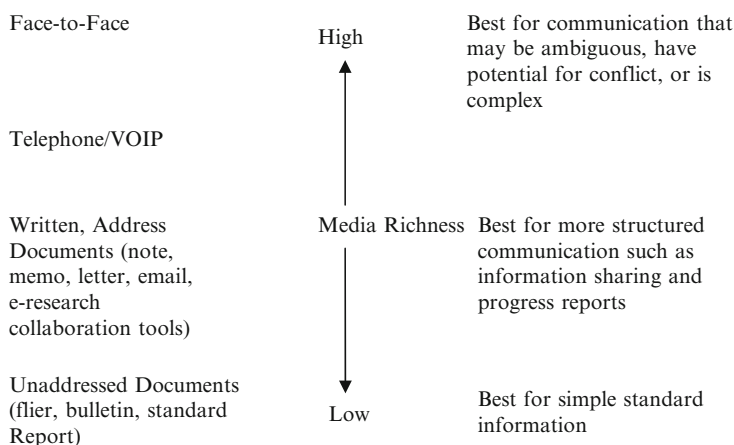 Face-to-Face
High
Best for communication that
may be ambiguous, have
potential for conflict, or is
complex
Telephone/VOIP
Written, Address
Documents (note,
memo, letter, email,
e-research
collaboration tools)
Media Richness
Best for more structured
communication such as
information sharing and
progress reports
Unaddressed Documents
(flier, bulletin, standard
Report)
Low
Best for simple standard
information